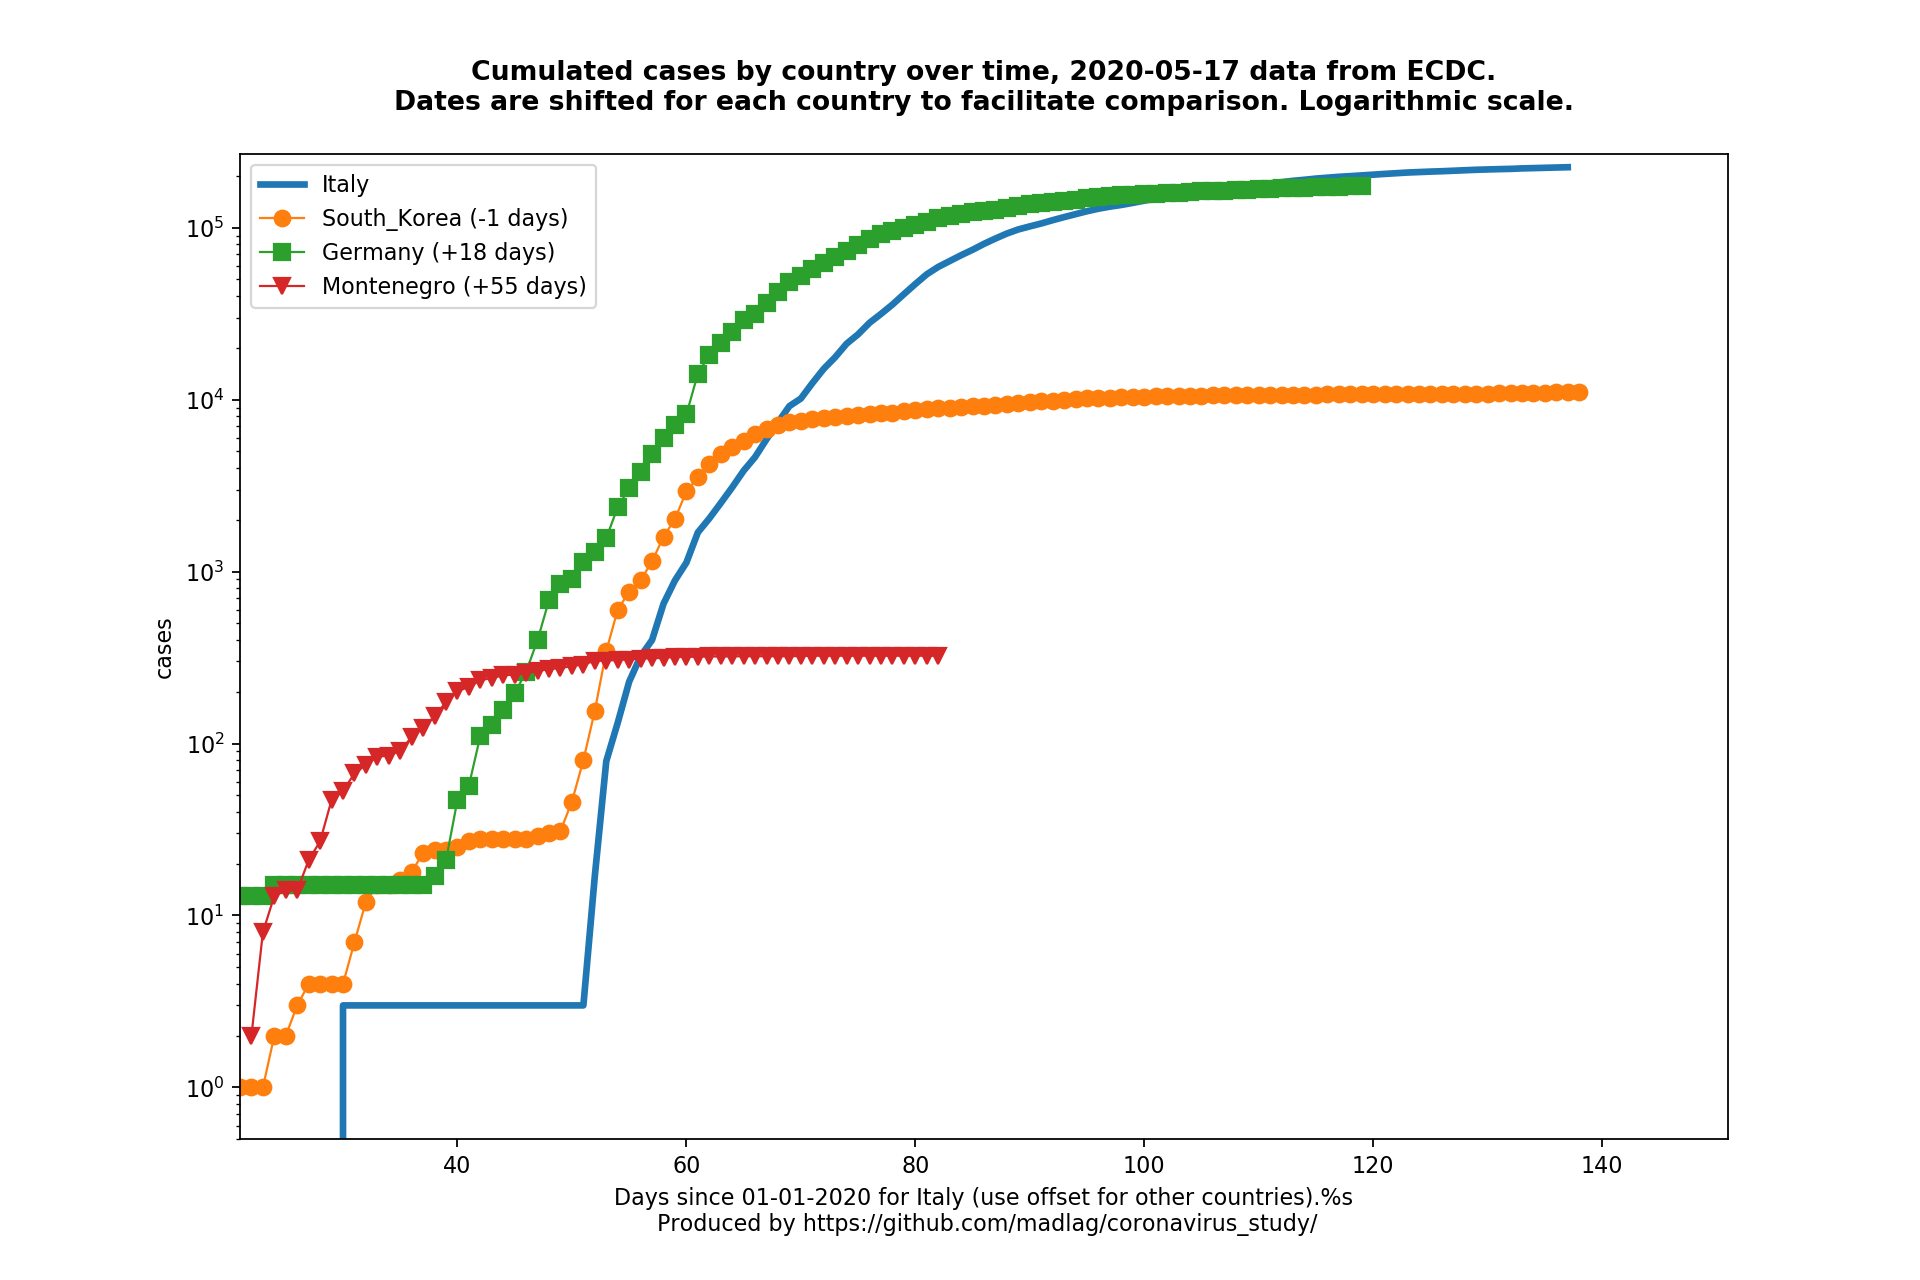 Cumulated cases by country over time, 2020-05-17 data from ECDC.
Dates are shifted for each country to facilitate comparison. Logarithmic scale.
Italy
South_Korea (-1 days)
Germany (+18 days)
Montenegro (+55 days)
10^5
10^4
10^3
10^2
10^1
10^0
cases
40 60 80 100 120 140
Days since 01-01-2020 for Italy (use offset for other countries).%s
Produced by https://github.com/madlag/coronavirus_study/